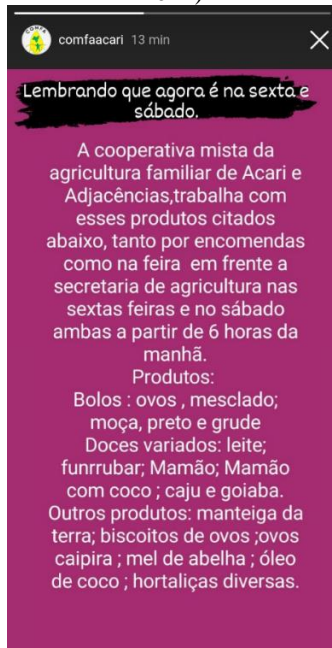 COMFA
comfaacari 13 min
Lembrando que agora é na sexta e
sábado.
A cooperativa mista da
agricultura familiar de Acari e
Adjacências,trabalha com
esses produtos citados
abaixo, tanto por encomendas
como na feira em frente a
secretaria de agricultura nas
sextas feiras e no sábado
ambas a partir de 6 horas da
manhã.
Produtos:
Bolos : ovos , mesclado;
moça, preto e grude
Doces variados: leite;
funrrubar; Mamão; Mamão
com coco ; caju e goiaba.
Outros produtos: manteiga da
terra; biscoitos de ovos ;ovos
caipira ; mel de abelha ; óleo
de coco ; hortaliças diversas.